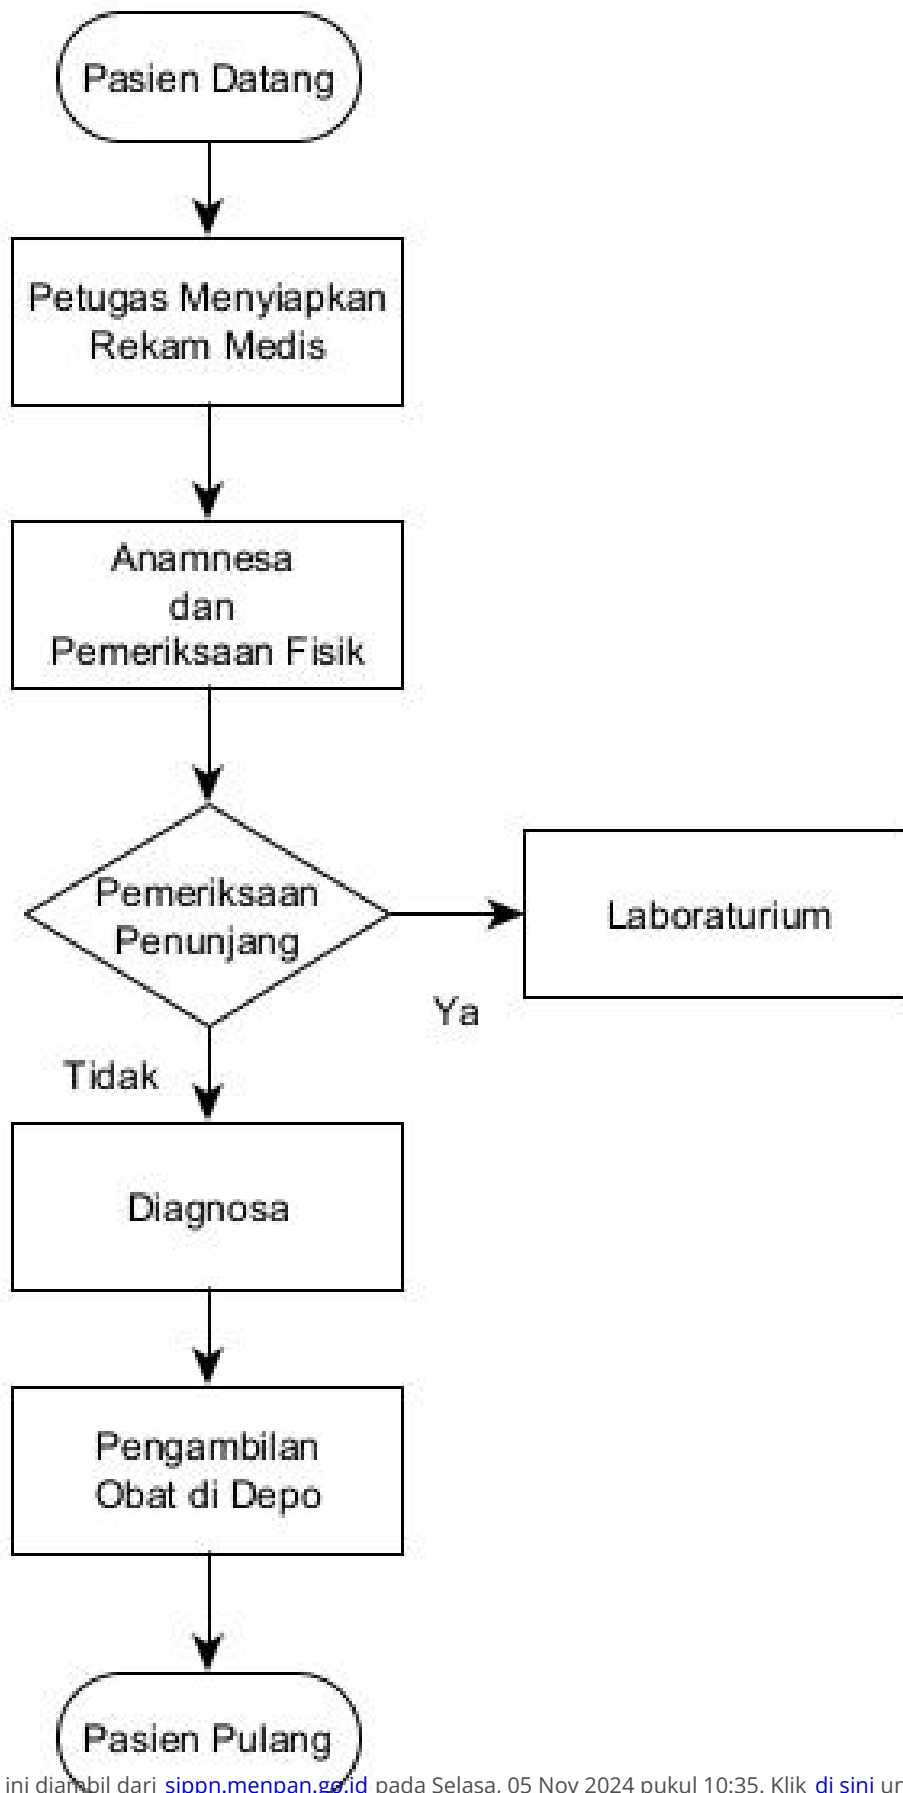 Pasien Datang
Petugas Menyiapkan
Rekam Medis
Anamnesa
dan
Pemeriksaan Fisik
Pemeriksaan
Penunjang
Laboraturium
Ya
Tidak
Diagnosa
Pengambilan
Obat di Depo
Pasien Pulang
ini diambil dari sippn.menpan.go.id pada Selasa, 05 Nov 2024 pukul 10:35. Klik di sini